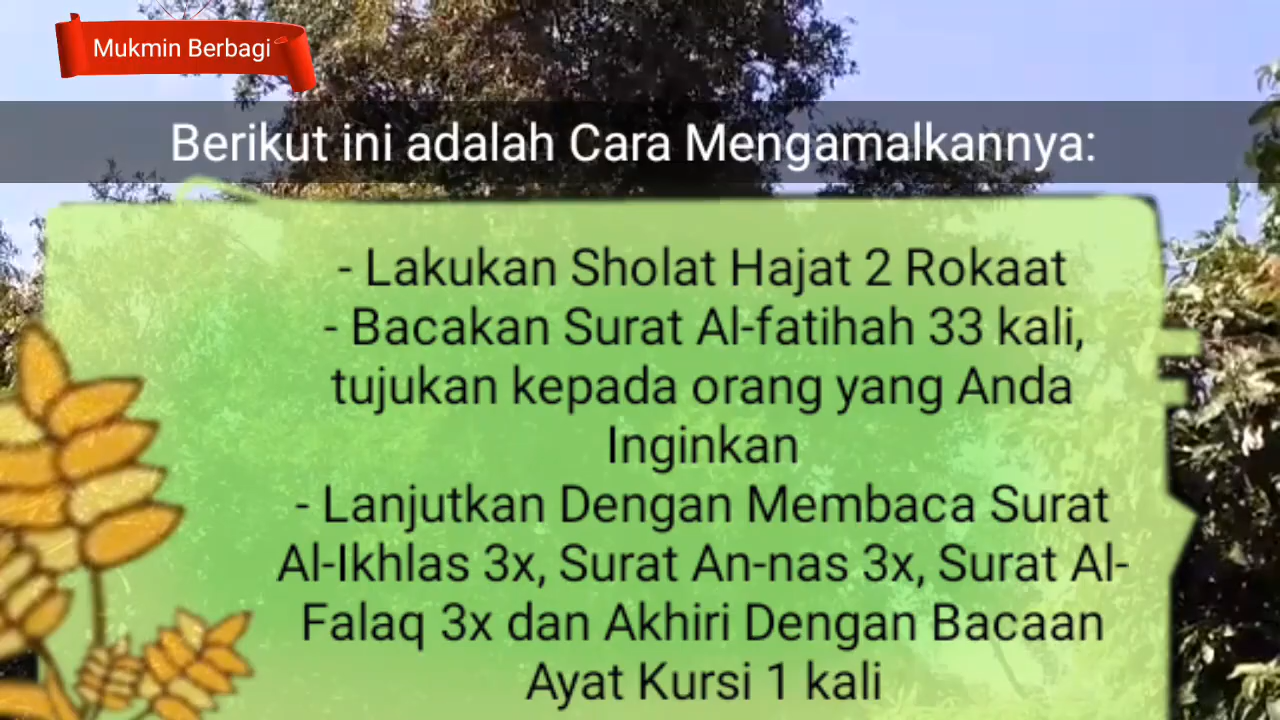 Mukmin Berbagi
Berikut ini adalah Cara Mengamalkannya:
- Lakukan Sholat Hajat 2 Rokaat
- Bacakan Surat Al-fatihah 33 kali,
tujukan kepada orang yang Anda
Inginkan
- Lanjutkan Dengan Membaca Surat
Al-Ikhlas 3x, Surat An-nas 3x, Surat Al-
Falaq 3x dan Akhiri Dengan Bacaan
Ayat Kursi 1 kali